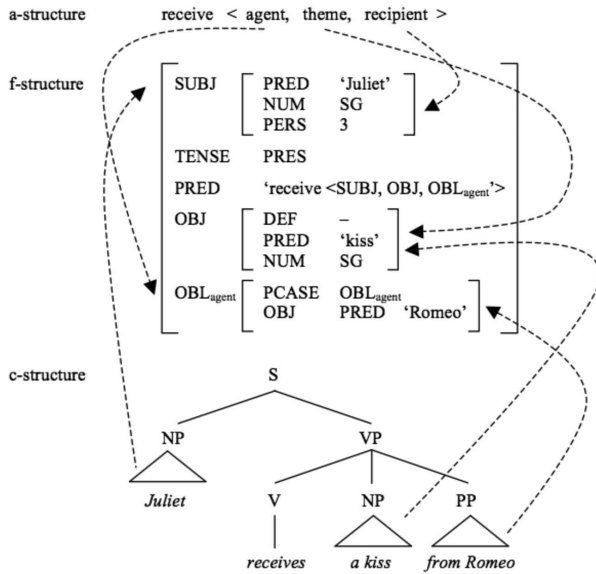 a-structure receive < agent, theme, recipient >
f-structure SUBJ PRED ‘Juliet’
NUM SG
PERS 3
TENSE PRES
PRED ‘receive <SUBJ, OBJ, OBLagent’>
OBJ DEF –
PRED ‘kiss’
NUM SG
OBLagent PCASE OBLagent
OBJ PRED ‘Romeo’
c-structure S
NP VP
Juliet V NP PP
receives a kiss from Romeo